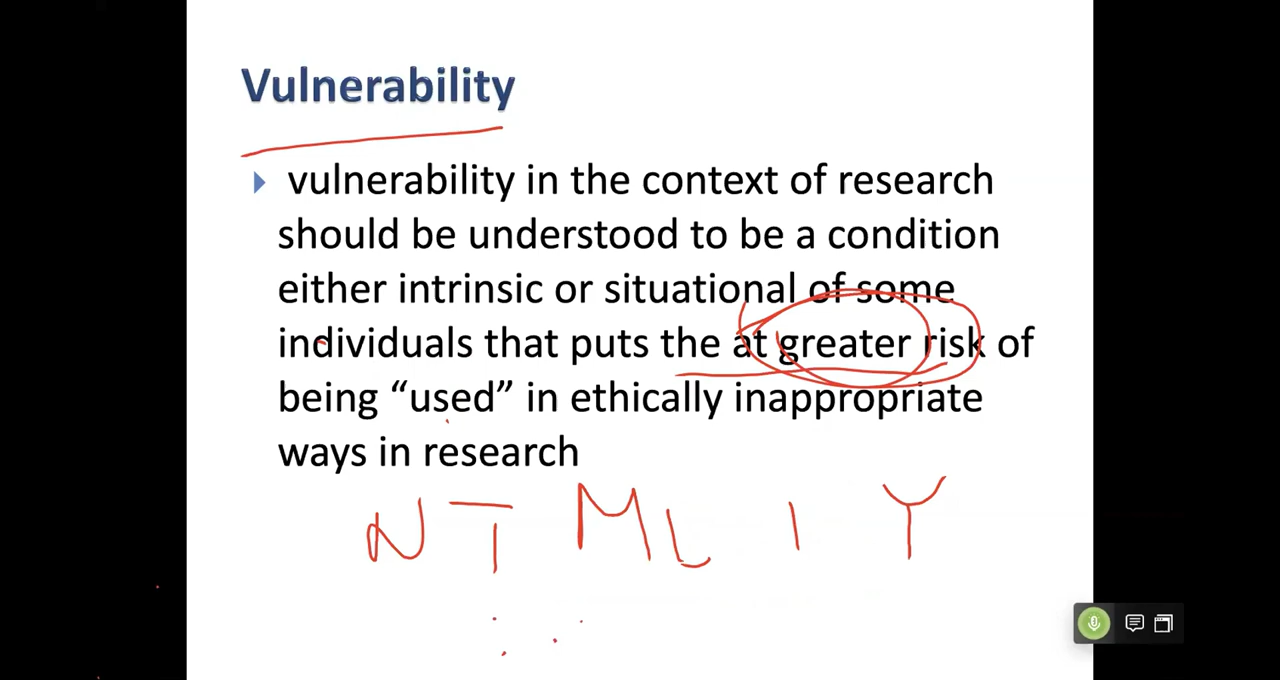 Vulnerability
vulnerability in the context of research
should be understood to be a condition
either intrinsic or situational of some
individuals that puts the at greater risk of
being “used” in ethically inappropriate
ways in research
N T M L I Y